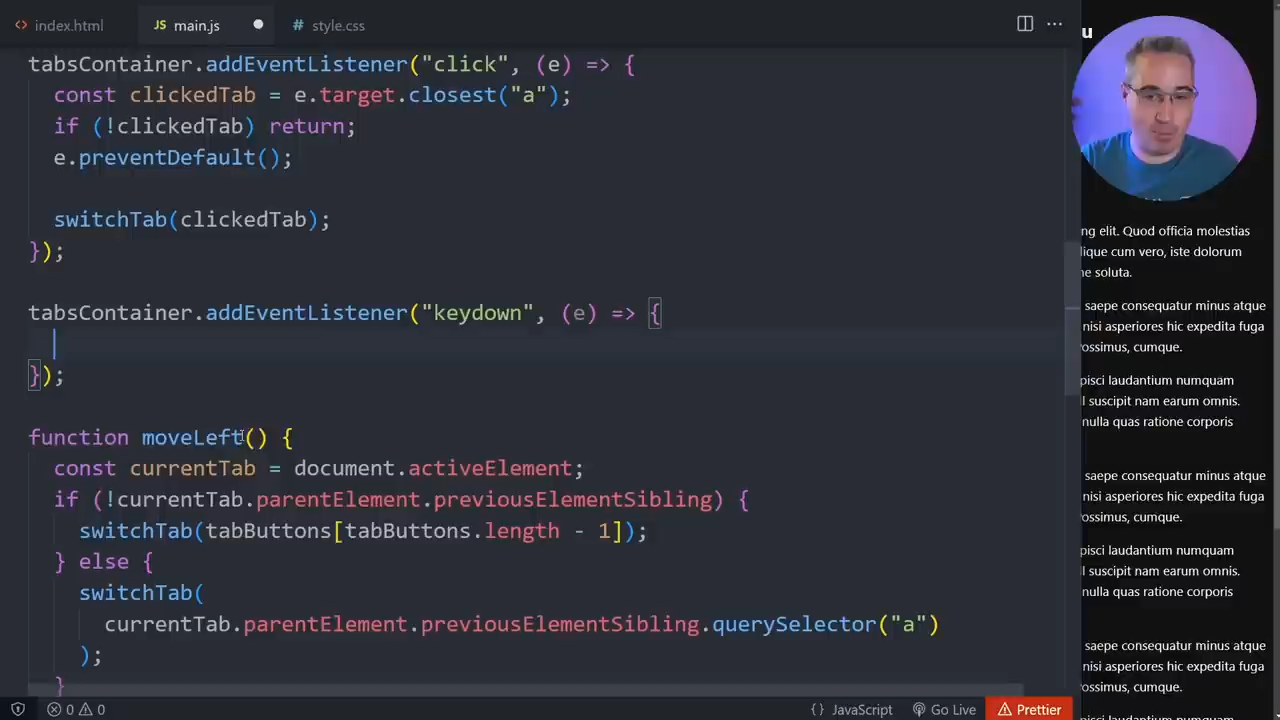 index.html
JS main.js
# style.css
u
tabsContainer.addEventListener("click", (e) => {
const clickedTab = e.target.closest("a");
if (!clickedTab) return;
e.preventDefault();
switchTab(clickedTab);
});
tabsContainer.addEventListener("keydown", (e) => {
});
function moveLeft() {
const currentTab = document.activeElement;
if (!currentTab.parentElement.previousElementSibling) {
switchTab(tabButtons[tabButtons.length - 1]);
} else {
switchTab(
currentTab.parentElement.previousElementSibling.querySelector("a")
);
}
ng elit. Quod officia molestias
lique cum vero, iste dolorum
ne soluta.
saepe consequatur minus atque
nisi asperiores hic expedita fuga
ossimus, cumque.
pisci laudantium numquam
l suscipit nam earum omnis.
nulla quas ratione corporis
saepe consequatur minus atque
nisi asperiores hic expedita fuga
ossimus, cumque.
pisci laudantium numquam
l suscipit nam earum omnis.
nulla quas ratione corporis
saepe consequatur minus atque
nisi asperiores hic expedita fuga
ossimus, cumque.
0 0
{} JavaScript
Go Live
Prettier